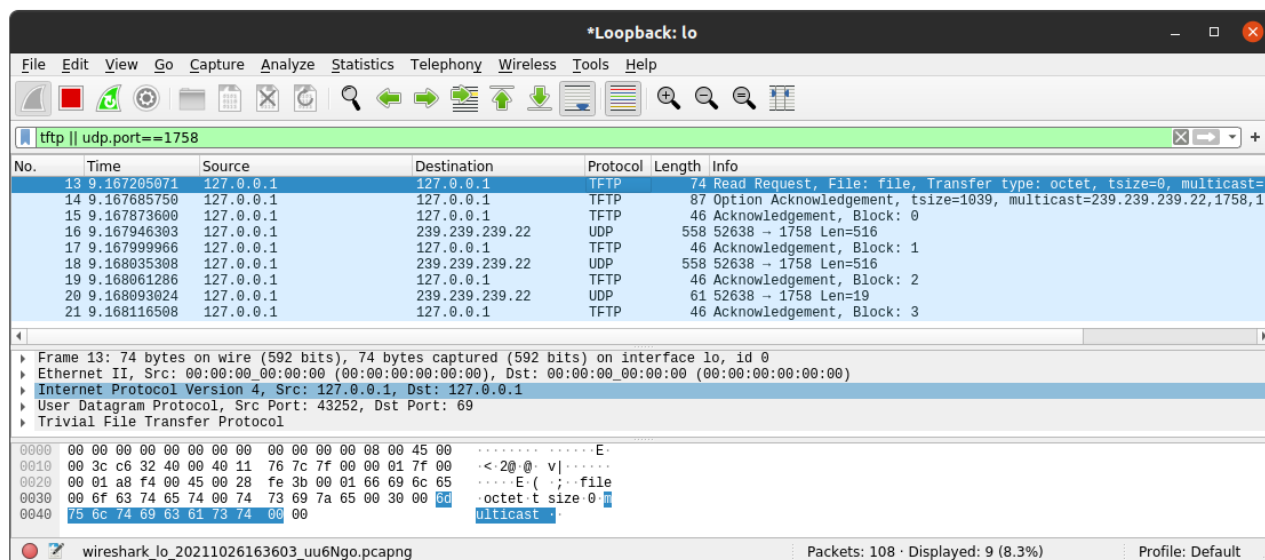 *Loopback: lo
File Edit View Go Capture Analyze Statistics Telephony Wireless Tools Help
tftp || udp.port==1758
No. Time Source Destination Protocol Length Info
13 9.167205071 127.0.0.1 127.0.0.1 TFTP 74 Read Request, File: file, Transfer type: octet, tsize=0, multicast=
14 9.167685750 127.0.0.1 127.0.0.1 TFTP 87 Option Acknowledgement, tsize=1039, multicast=239.239.239.22,1758,1
15 9.167873600 127.0.0.1 127.0.0.1 TFTP 46 Acknowledgement, Block: 0
16 9.167946303 127.0.0.1 239.239.239.22 UDP 558 52638 → 1758 Len=516
17 9.167999966 127.0.0.1 127.0.0.1 TFTP 46 Acknowledgement, Block: 1
18 9.168035308 127.0.0.1 239.239.239.22 UDP 558 52638 → 1758 Len=516
19 9.168061286 127.0.0.1 127.0.0.1 TFTP 46 Acknowledgement, Block: 2
20 9.168093024 127.0.0.1 239.239.239.22 UDP 61 52638 → 1758 Len=19
21 9.168116508 127.0.0.1 127.0.0.1 TFTP 46 Acknowledgement, Block: 3
Frame 13: 74 bytes on wire (592 bits), 74 bytes captured (592 bits) on interface lo, id 0
Ethernet II, Src: 00:00:00_00:00:00 (00:00:00:00:00:00), Dst: 00:00:00_00:00:00 (00:00:00:00:00:00)
Internet Protocol Version 4, Src: 127.0.0.1, Dst: 127.0.0.1
User Datagram Protocol, Src Port: 43252, Dst Port: 69
Trivial File Transfer Protocol
0000 00 00 00 00 00 00 00 00 00 00 00 00 08 00 45 00 ········ ······E·
0010 00 3c c6 32 40 00 40 11 76 7c 7f 00 00 01 7f 00 ·<·2@·@· v|······
0020 00 01 a8 f4 00 45 00 28 fe 3b 00 01 66 69 6c 65 ·····E·( ·;··file
0030 00 6f 63 74 65 74 00 74 73 69 7a 65 00 30 00 6d ·octet·t size·0·m
0040 75 6c 74 69 63 61 73 74 00 00 ulticast ··
wireshark_lo_20211026163603_uu6Ngo.pcapng Packets: 108 · Displayed: 9 (8.3%) Profile: Default